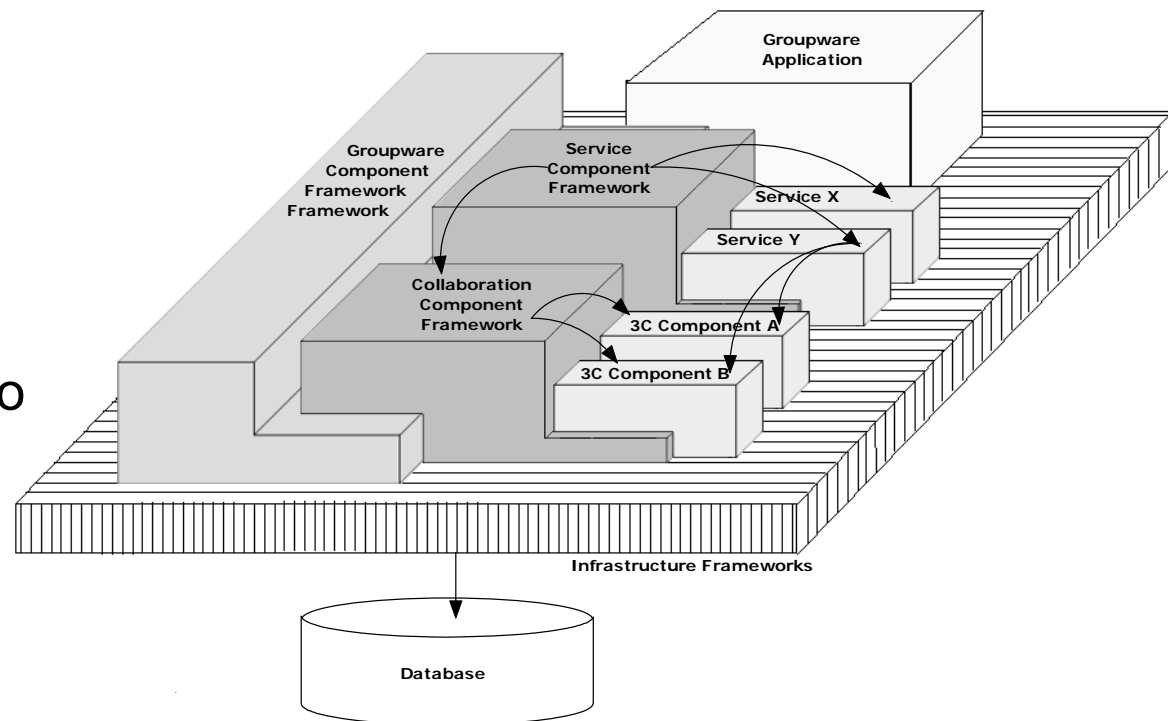 Groupware
Application
Groupware
Component
Framework
Framework
Service
Component
Framework
Service X
Service Y
Collaboration
Component
Framework
3C Component A
3C Component B
o
Infrastructure Frameworks
Database